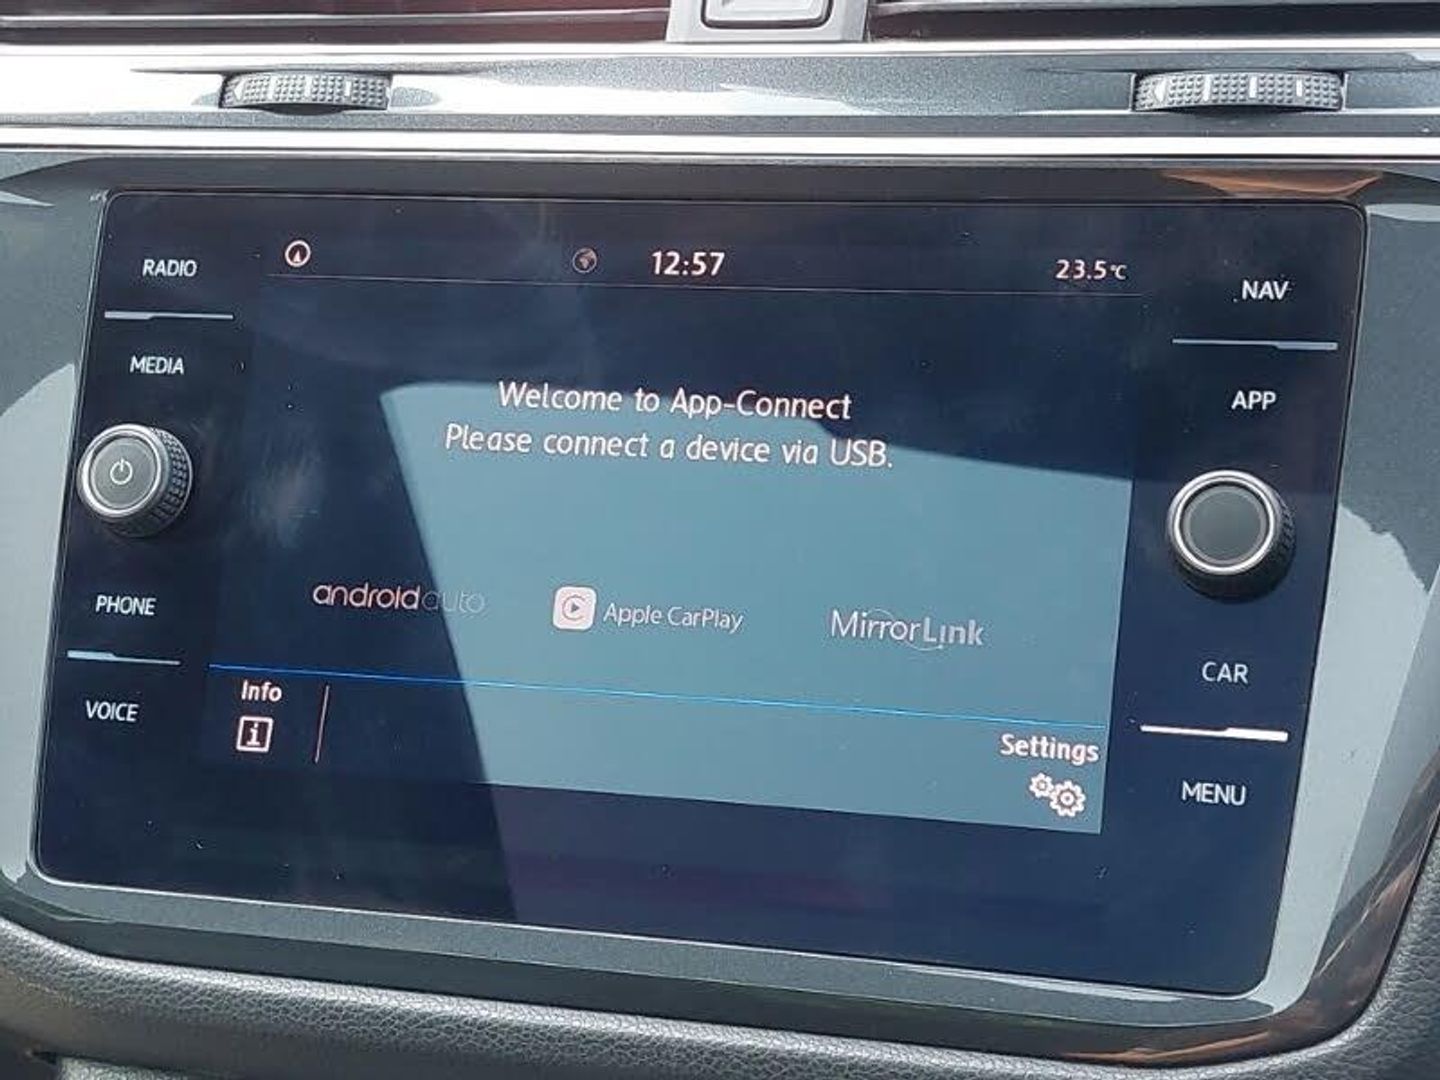 12:57
23.5°C
RADIO
MEDIA
PHONE
VOICE
Welcome to App-Connect
Please connect a device via USB.
androidauto
Apple CarPlay
MirrorLink
Info
i
Settings
NAV
APP
CAR
MENU